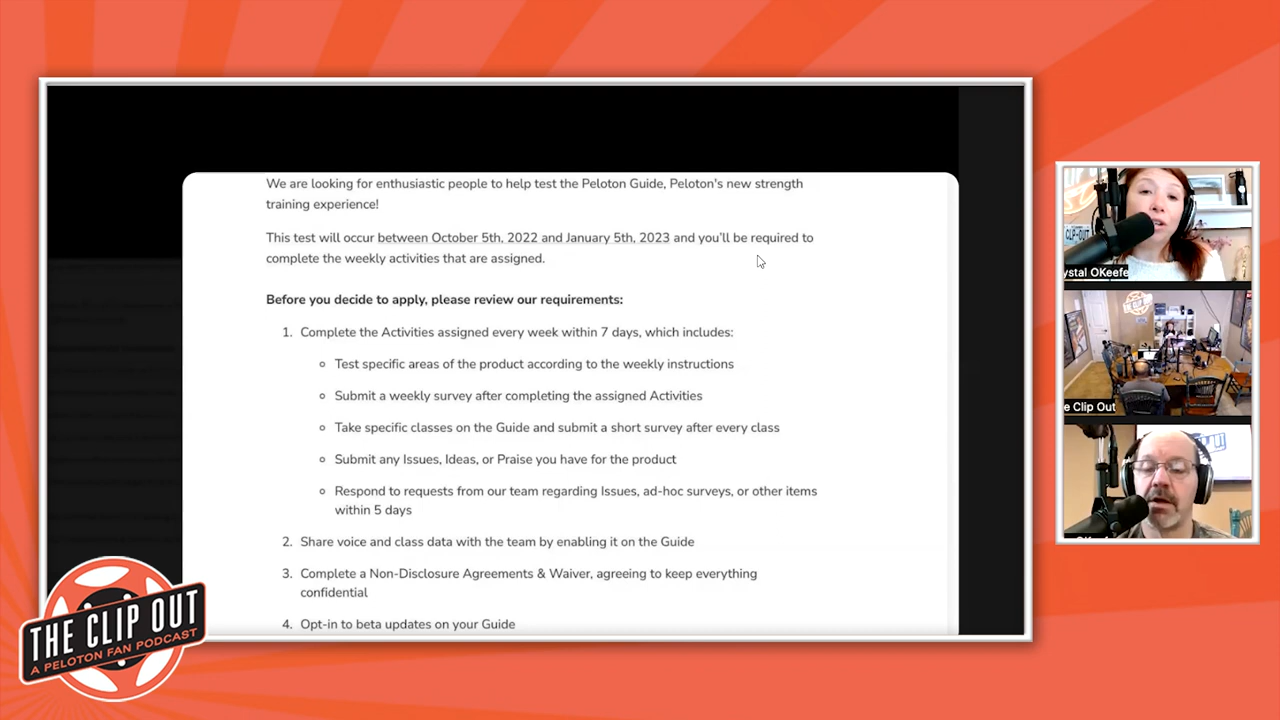 We are looking for enthusiastic people to help test the Peloton Guide, Peloton's new strength
training experience!
This test will occur between October 5th, 2022 and January 5th, 2023 and you'll be required to
complete the weekly activities that are assigned.
Before you decide to apply, please review our requirements:
1. Complete the Activities assigned every week within 7 days, which includes:
○ Test specific areas of the product according to the weekly instructions
○ Submit a weekly survey after completing the assigned Activities
○ Take specific classes on the Guide and submit a short survey after every class
○ Submit any Issues, Ideas, or Praise you have for the product
○ Respond to requests from our team regarding Issues, ad-hoc surveys, or other items
within 5 days
2. Share voice and class data with the team by enabling it on the Guide
3. Complete a Non-Disclosure Agreements & Waiver, agreeing to keep everything
confidential
4. Opt-in to beta updates on your Guide
CLIP-OUT
ystal OKeefe
e Clip Out
THE CLIP OUT
A PELOTON FAN PODCAST